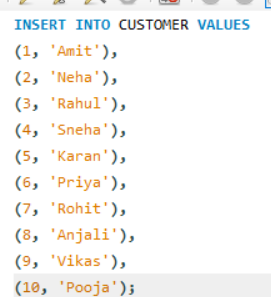 INSERT INTO CUSTOMER VALUES
(1, 'Amit'),
(2, 'Neha'),
(3, 'Rahul'),
(4, 'Sneha'),
(5, 'Karan'),
(6, 'Priya'),
(7, 'Rohit'),
(8, 'Anjali'),
(9, 'Vikas'),
(10, 'Pooja');